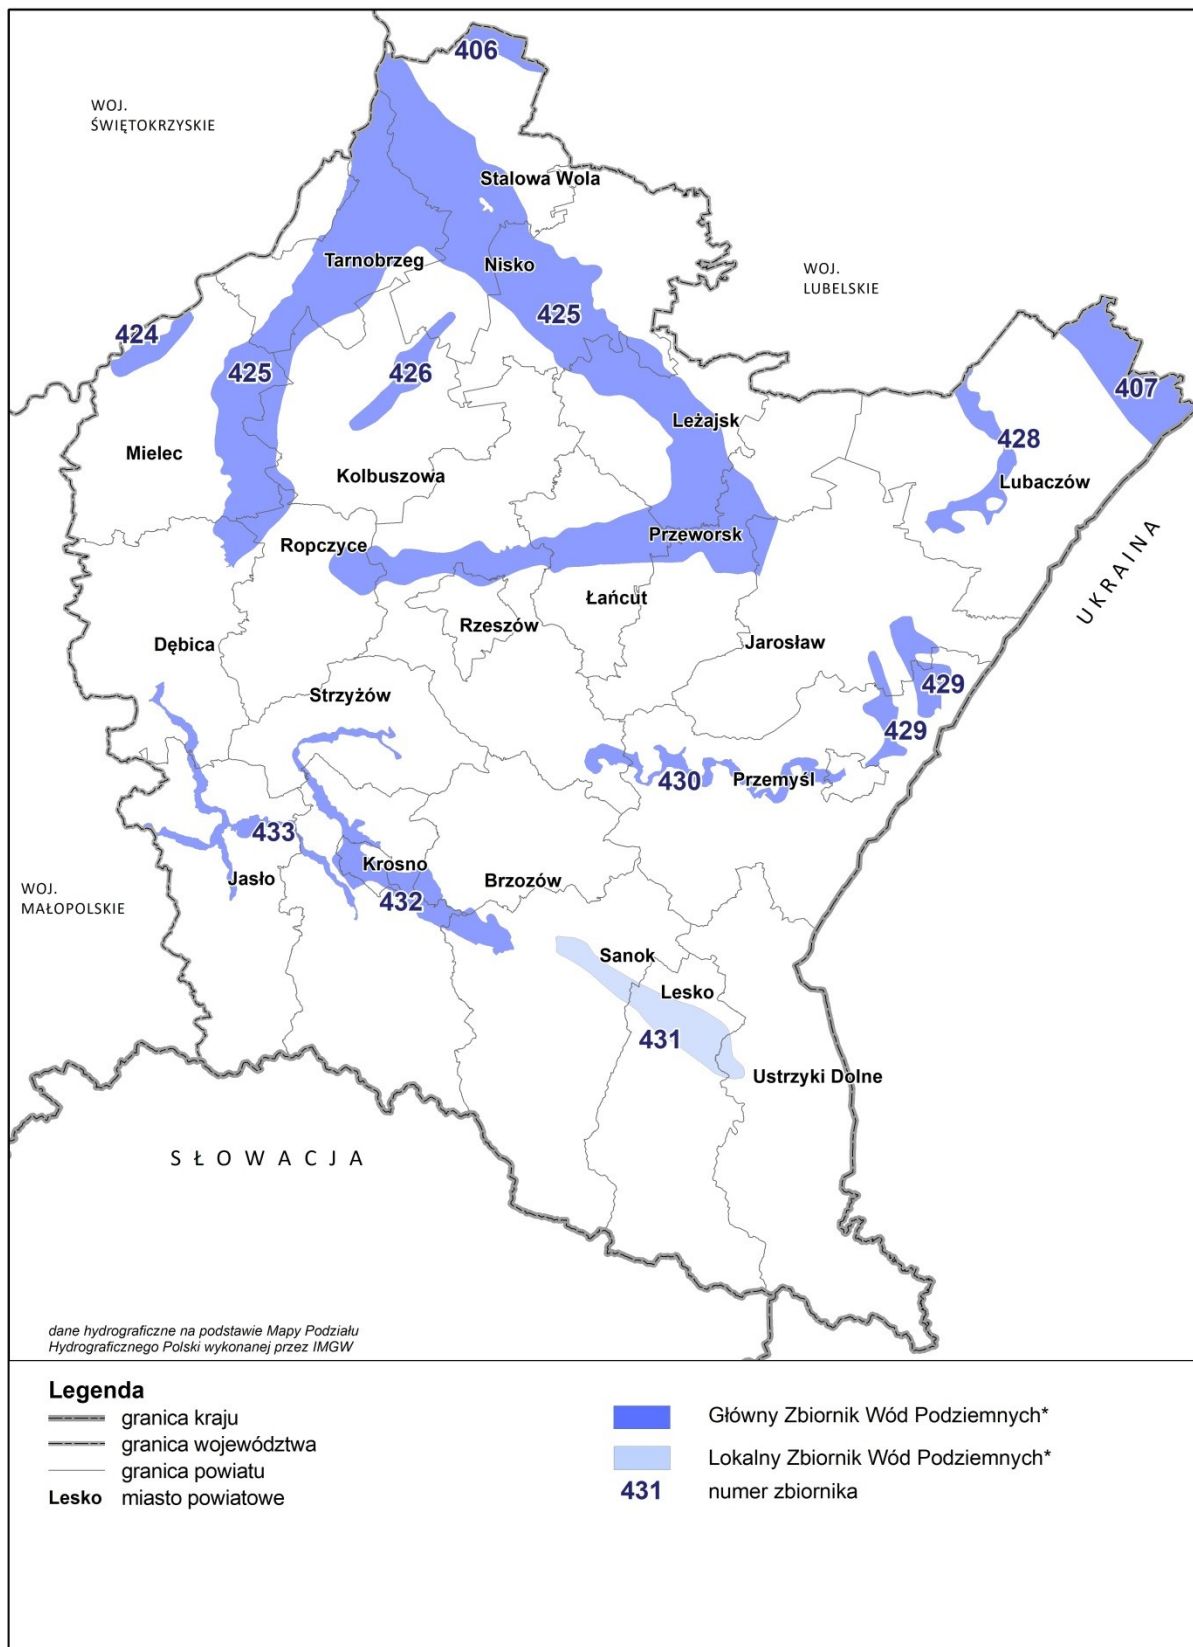 406
WOJ.
ŚWIĘTOKRZYSKIE
Stalowa Wola
Tarnobrzeg
Nisko
WOJ.
LUBELSKIE
425
424
425
426
407
Leżajsk
428
Mielec
Kolbuszowa
Lubaczów
Przeworsk
Ropczyce
UKRAINA
Łańcut
Rzeszów
Dębica
Jarosław
429
Strzyżów
429
430
Przemyśl
433
Krosno
Jasło
Brzozów
WOJ.
MAŁOPOLSKIE
432
Sanok
Lesko
431
Ustrzyki Dolne
SŁOWACJA
dane hydrograficzne na podstawie Mapy Podziału
Hydrograficznego Polski wykonanej przez IMGW
Legenda
granica kraju
granica województwa
granica powiatu
Lesko miasto powiatowe
Główny Zbiornik Wód Podziemnych*
Lokalny Zbiornik Wód Podziemnych*
431 numer zbiornika